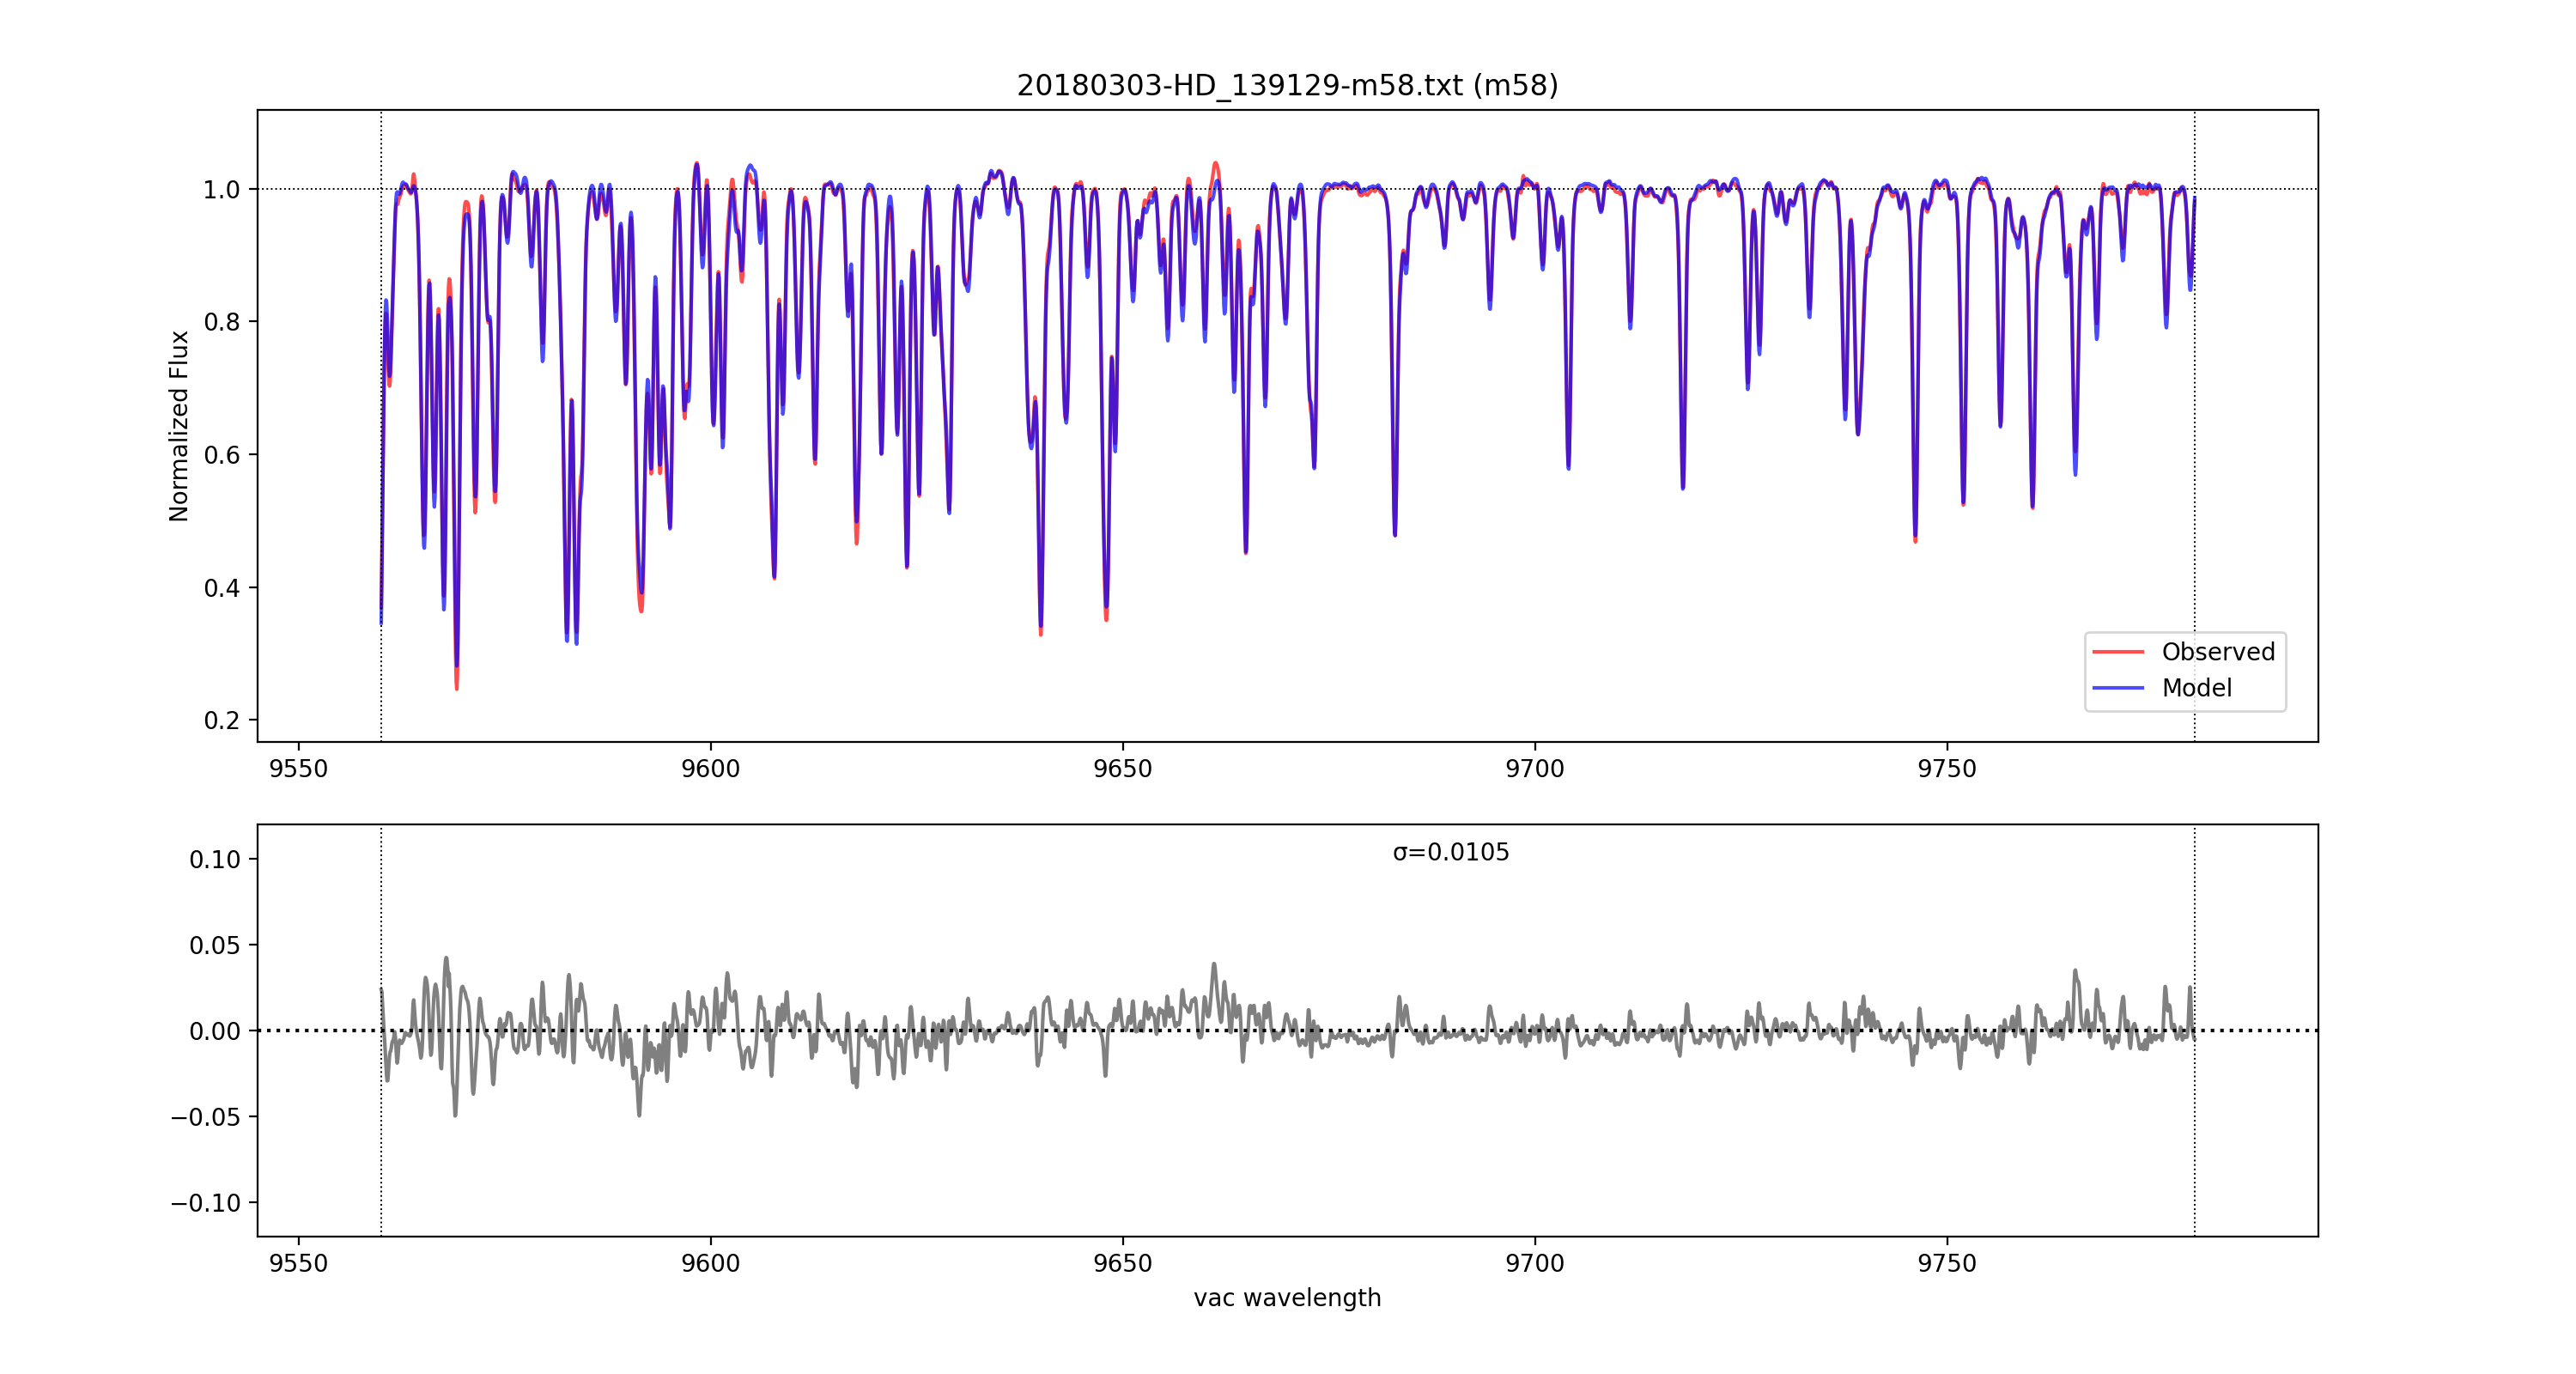 20180303-HD_139129-m58.txt (m58)
Normalized Flux
1.0
0.8
0.6
0.4
0.2
Observed
Model
9550 9600 9650 9700 9750
σ=0.0105
0.10
0.05
0.00
−0.05
−0.10
9550 9600 9650 9700 9750
vac wavelength